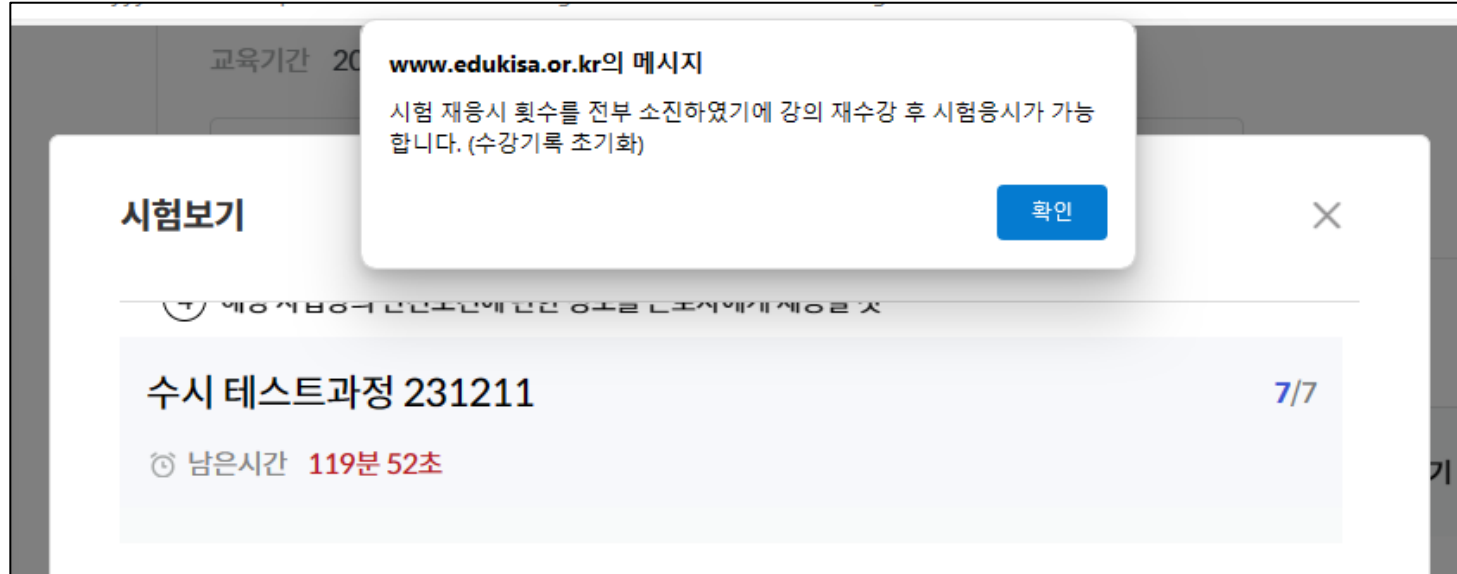 교육기간 20
www.edukisa.or.kr의 메시지
시험 재응시 횟수를 전부 소진하였기에 강의 재수강 후 시험응시가 가능
합니다. (수강기록 초기화)
확인
시험보기
수시 테스트과정 231211
7/7
남은시간 119분 52초
기